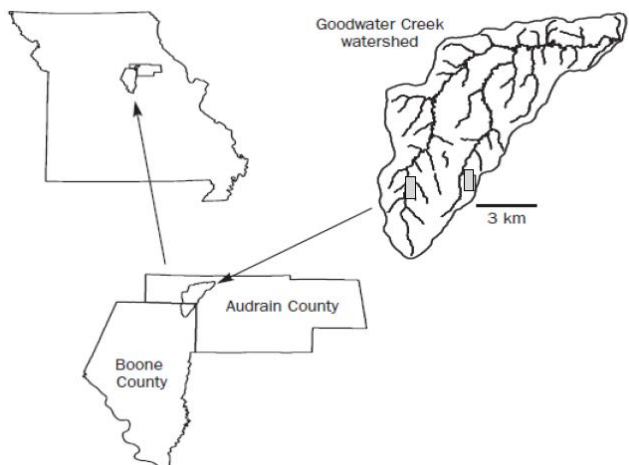 Goodwater Creek
watershed
3 km
Audrain County
Boone
County